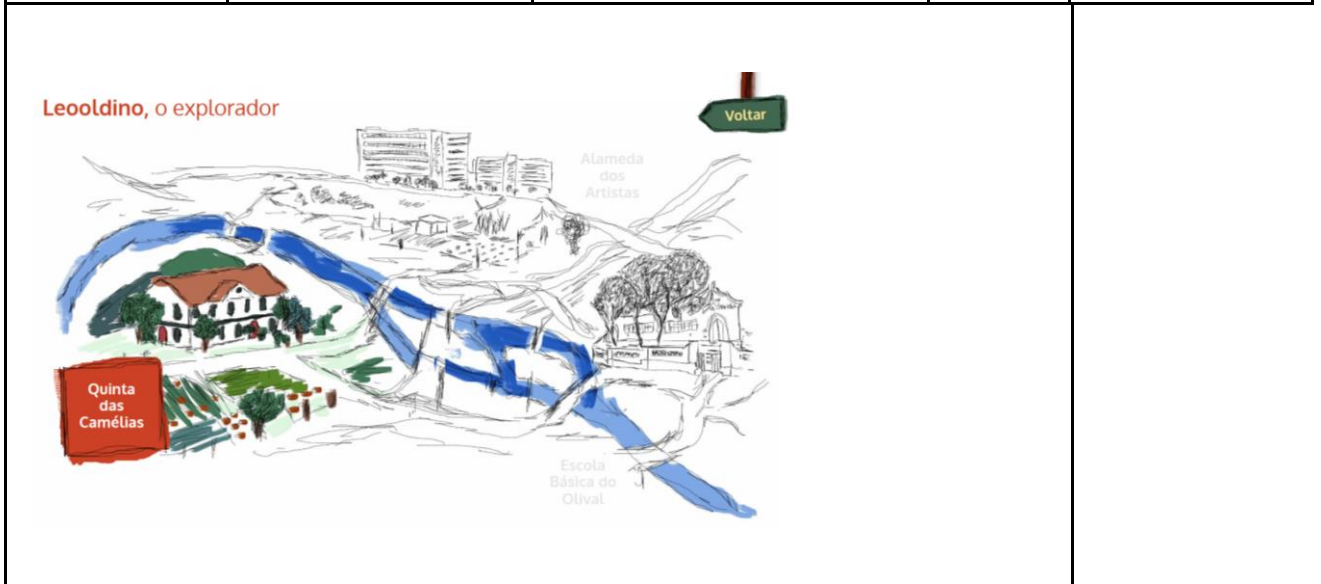 Leooldino, o explorador
Voltar
Alameda
dos
Artistas
Quinta
das
Camélias
Escola
Básica do
Olival